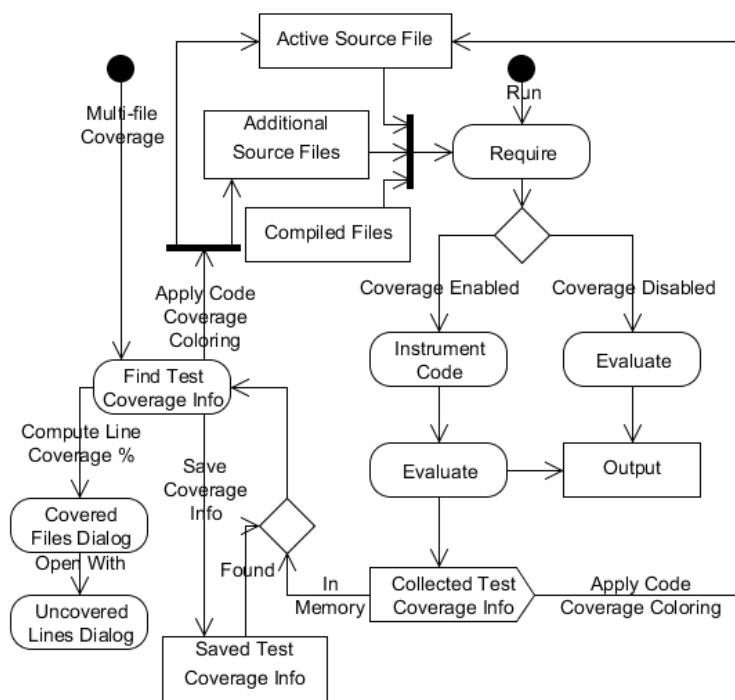 Active Source File
Multi-file
Coverage
Run
Additional
Source Files
Require
Compiled Files
Apply Code
Coverage
Coloring
Coverage Enabled
Coverage Disabled
Find Test
Coverage Info
Instrument
Code
Evaluate
Compute Line
Coverage %
Save
Coverage
Info
Evaluate
Output
Covered
Files Dialog
Open With
Found
In
Memory
Collected Test
Coverage Info
Apply Code
Coverage Coloring
Uncovered
Lines Dialog
Saved Test
Coverage Info